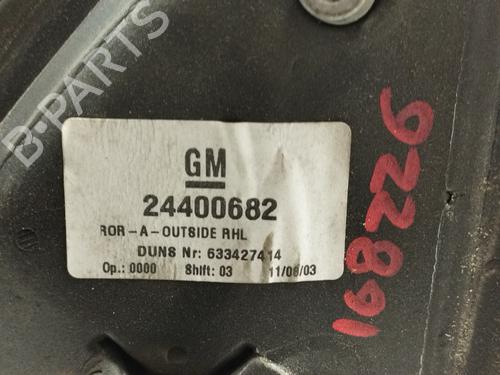 B-PARTS
GM
24400682
ROR-A-OUTSIDE RHL
DUNS Nr: 633427414
Op.: 0000 Shift: 03 11/06/03
168226